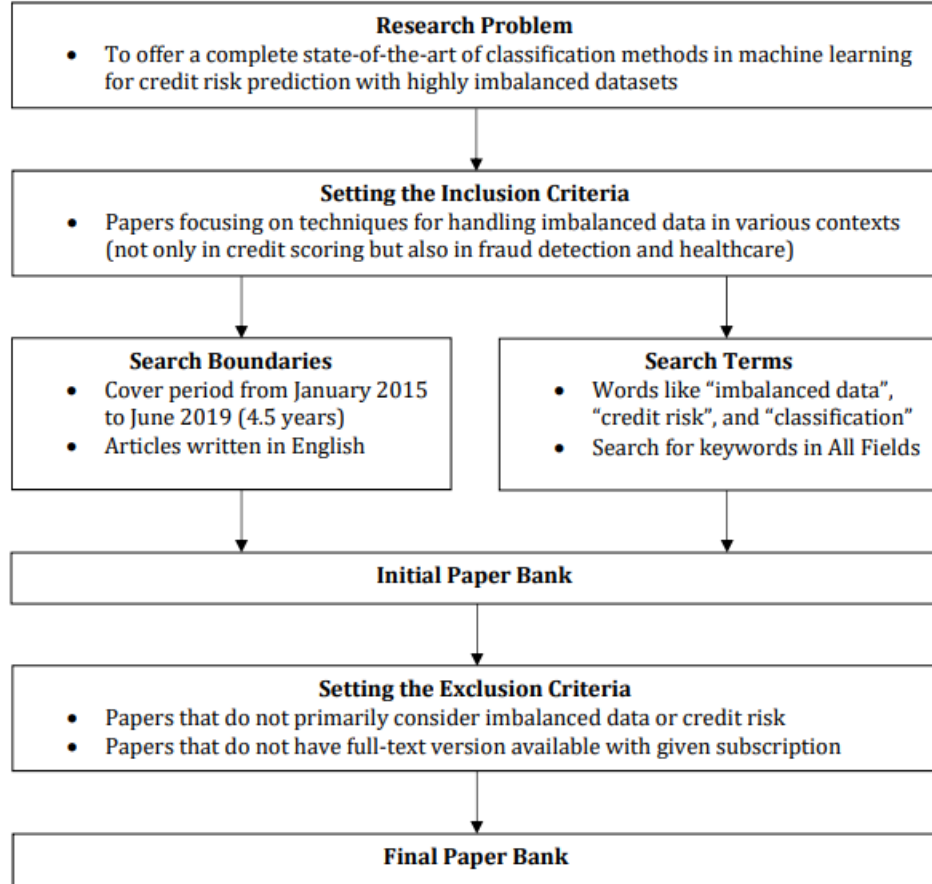 Research Problem
• To offer a complete state-of-the-art of classification methods in machine learning
for credit risk prediction with highly imbalanced datasets
Setting the Inclusion Criteria
• Papers focusing on techniques for handling imbalanced data in various contexts
(not only in credit scoring but also in fraud detection and healthcare)
Search Boundaries
• Cover period from January 2015
to June 2019 (4.5 years)
• Articles written in English
Search Terms
• Words like “imbalanced data”,
“credit risk”, and “classification”
• Search for keywords in All Fields
Initial Paper Bank
Setting the Exclusion Criteria
• Papers that do not primarily consider imbalanced data or credit risk
• Papers that do not have full-text version available with given subscription
Final Paper Bank